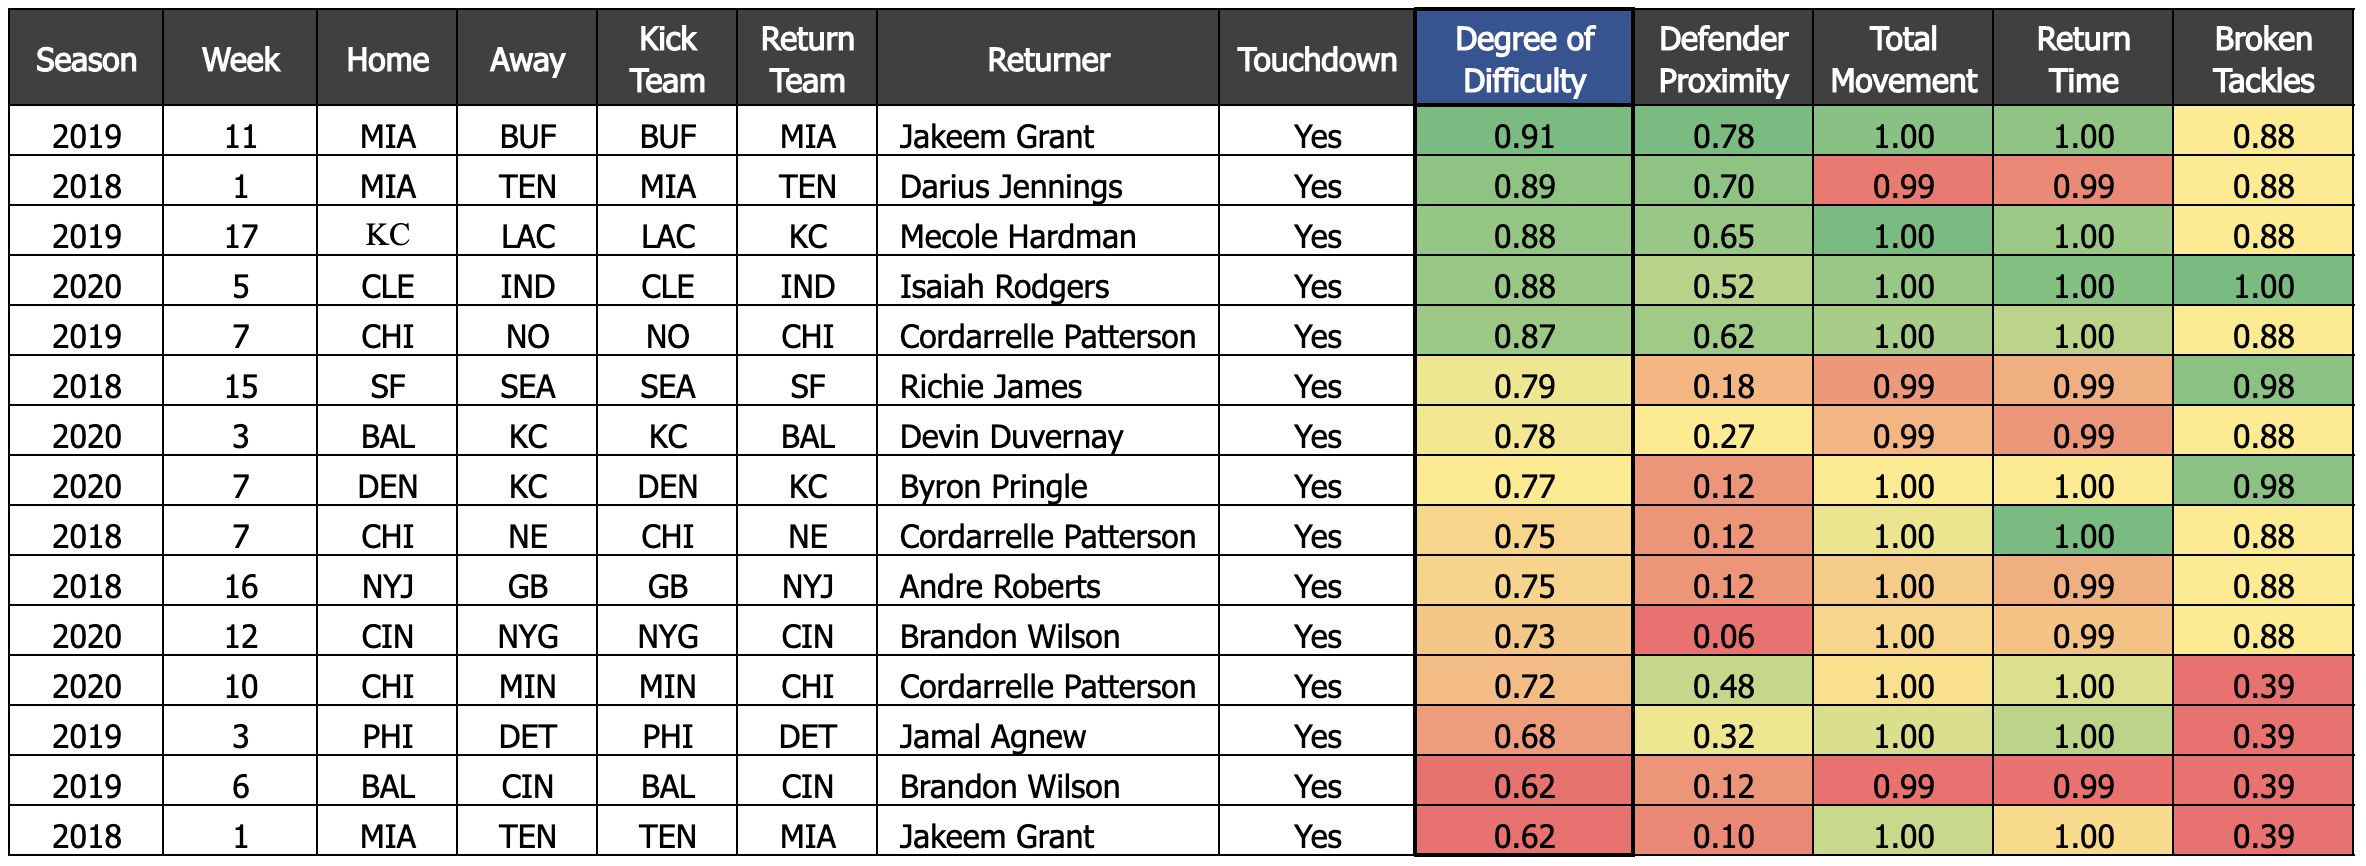 Season Week Home Away Kick Team Return Team Returner Touchdown Degree of Difficulty Defender Proximity Total Movement Return Time Broken Tackles
2019 11 MIA BUF BUF MIA Jakeem Grant Yes 0.91 0.78 1.00 1.00 0.88
2018 1 MIA TEN MIA TEN Darius Jennings Yes 0.89 0.70 0.99 0.99 0.88
2019 17 KC LAC LAC KC Mecole Hardman Yes 0.88 0.65 1.00 1.00 0.88
2020 5 CLE IND CLE IND Isaiah Rodgers Yes 0.88 0.52 1.00 1.00 1.00
2019 7 CHI NO NO CHI Cordarrelle Patterson Yes 0.87 0.62 1.00 1.00 0.88
2018 15 SF SEA SEA SF Richie James Yes 0.79 0.18 0.99 0.99 0.98
2020 3 BAL KC KC BAL Devin Duvernay Yes 0.78 0.27 0.99 0.99 0.88
2020 7 DEN KC DEN KC Byron Pringle Yes 0.77 0.12 1.00 1.00 0.98
2018 7 CHI NE CHI NE Cordarrelle Patterson Yes 0.75 0.12 1.00 1.00 0.88
2018 16 NYJ GB GB NYJ Andre Roberts Yes 0.75 0.12 1.00 0.99 0.88
2020 12 CIN NYG NYG CIN Brandon Wilson Yes 0.73 0.06 1.00 0.99 0.88
2020 10 CHI MIN MIN CHI Cordarrelle Patterson Yes 0.72 0.48 1.00 1.00 0.39
2019 3 PHI DET PHI DET Jamal Agnew Yes 0.68 0.32 1.00 1.00 0.39
2019 6 BAL CIN BAL CIN Brandon Wilson Yes 0.62 0.12 0.99 0.99 0.39
2018 1 MIA TEN TEN MIA Jakeem Grant Yes 0.62 0.10 1.00 1.00 0.39